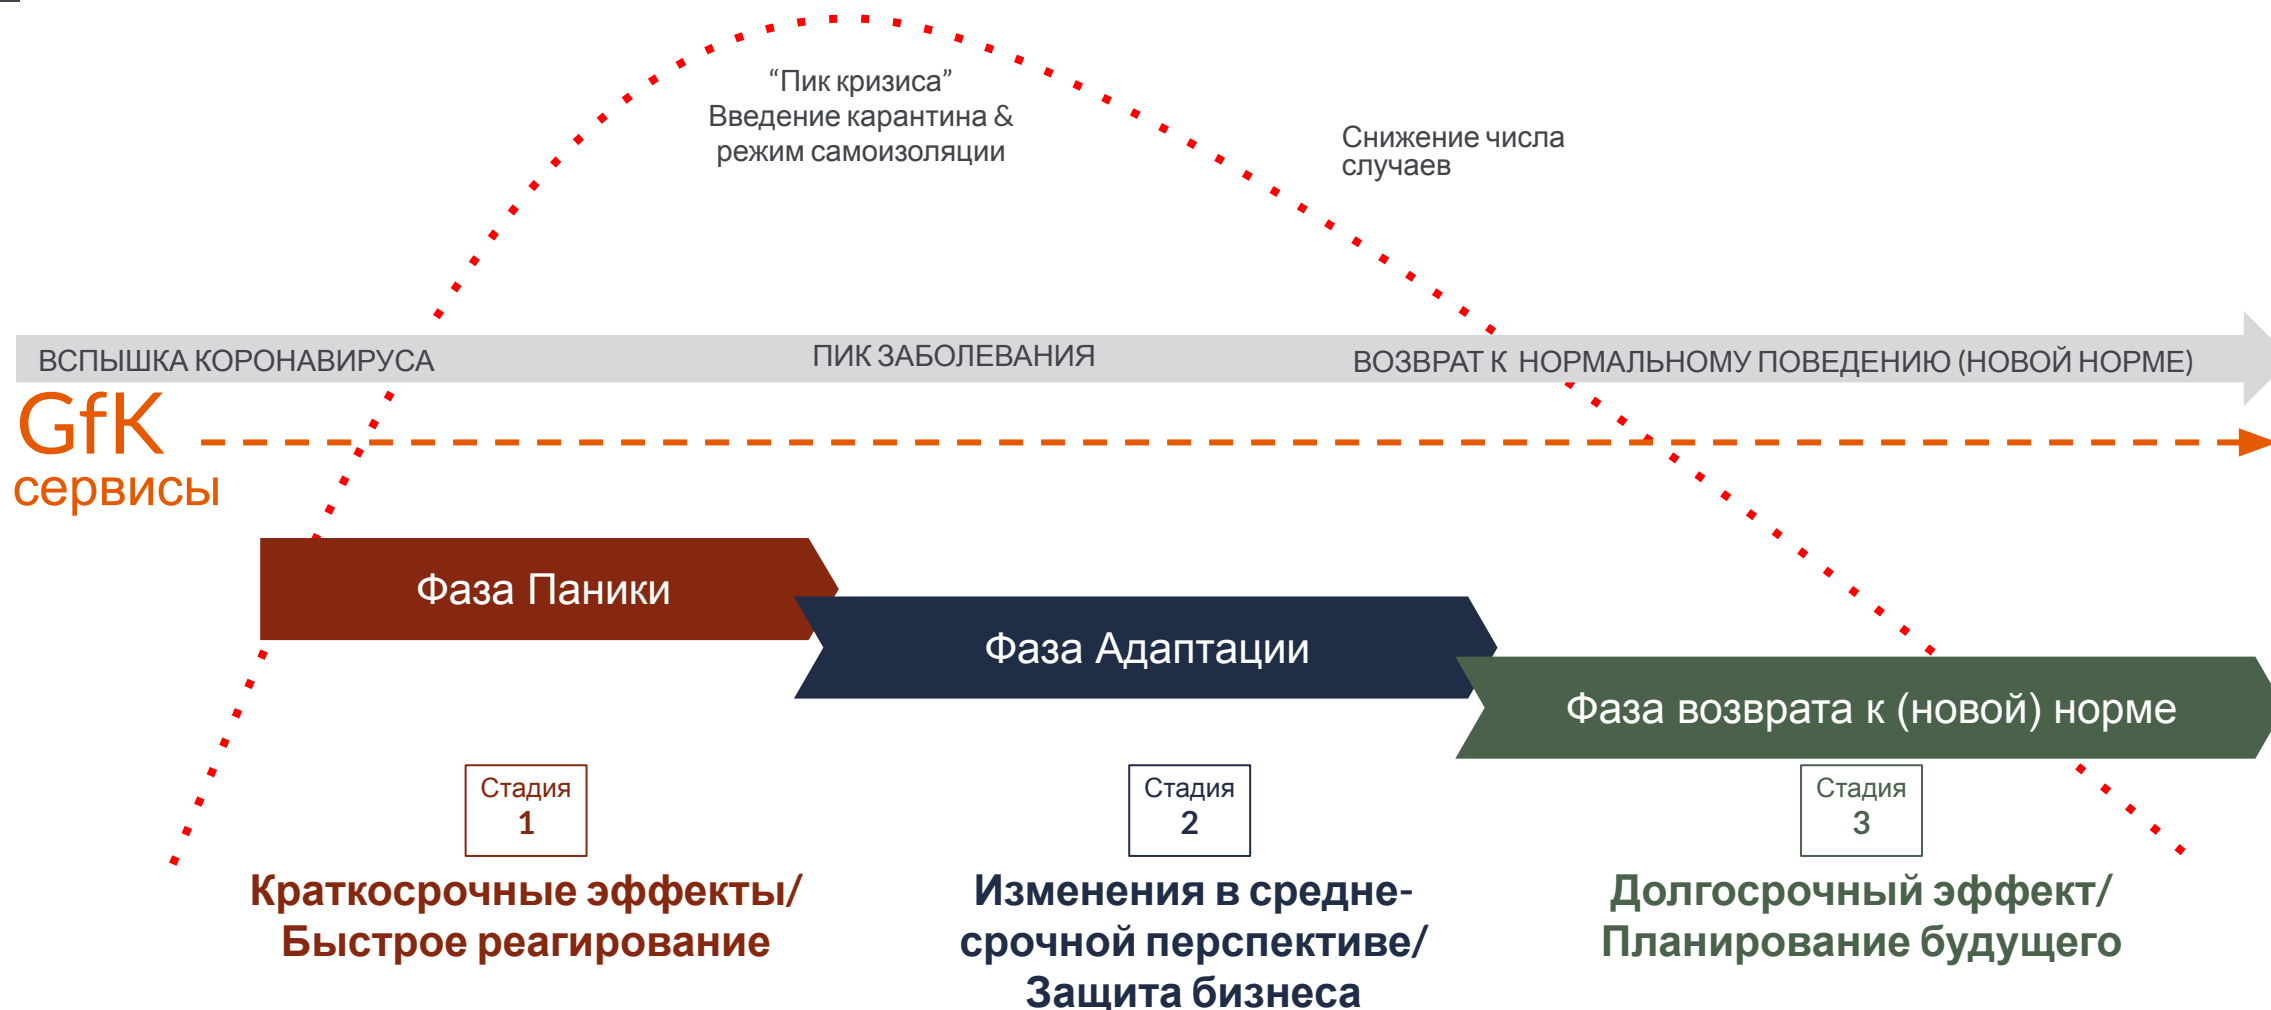 “Пик кризиса”
Введение карантина &
режим самоизоляции
Снижение числа
случаев
ВСПЫШКА КОРОНАВИРУСА
ПИК ЗАБОЛЕВАНИЯ
ВОЗВРАТ К НОРМАЛЬНОМУ ПОВЕДЕНИЮ (НОВОЙ НОРМЕ)
GfK
сервисы
Фаза Паники
Фаза Адаптации
Фаза возврата к (новой) норме
Стадия
1
Краткосрочные эффекты/
Быстрое реагирование
Стадия
2
Изменения в средне-
срочной перспективе/
Защита бизнеса
Стадия
3
Долгосрочный эффект/
Планирование будущего